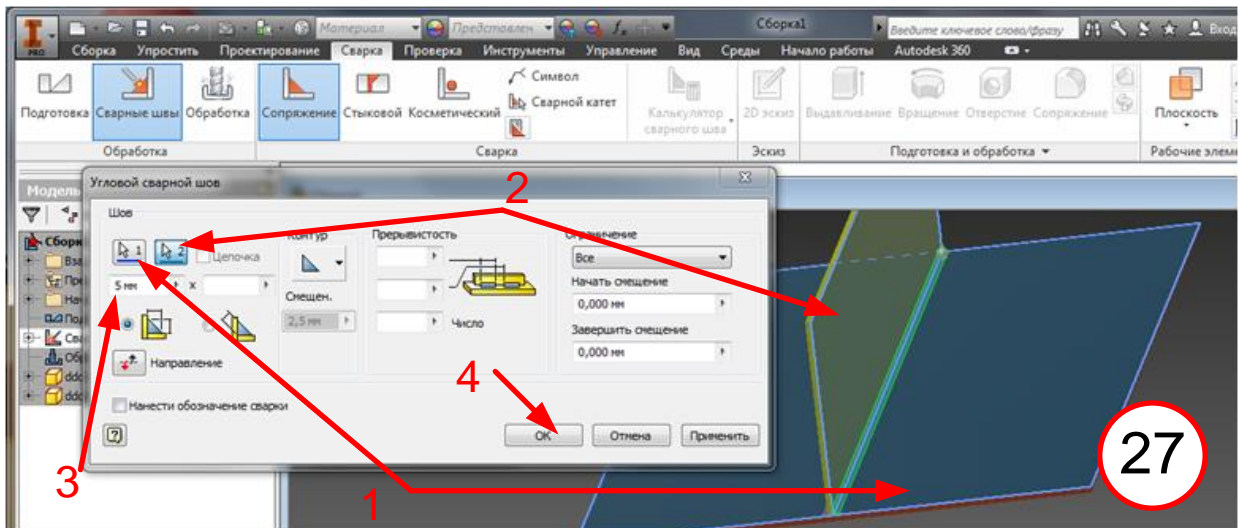 Материал
Представлен
Сборка1
Введите ключевое слово/фразу
PRO
Сборка Упростить Проектирование Сварка Проверка Инструменты Управление Вид Среды Начало работы Autodesk 360
Символ
Сварной катет
Подготовка Сварные швы Обработка Сопряжение Стыковой Косметический Калькулятор сварного шва 2D эскиз Выдавливание Вращение Отверстие Сопряжение Плоскость
Обработка Сварка Эскиз Подготовка и обработка
Модель
Угловой сварной шов
2
Шов
Контур Прерывистость Ограничение
1 2 Цепочка
Все
5 мм x
Смещен.
Начать смещение
0,000 мм
2,5 мм
Число
Завершить смещение
0,000 мм
Направление
4
Нанести обозначение сварки
ОК Отмена Применить
3
1
27